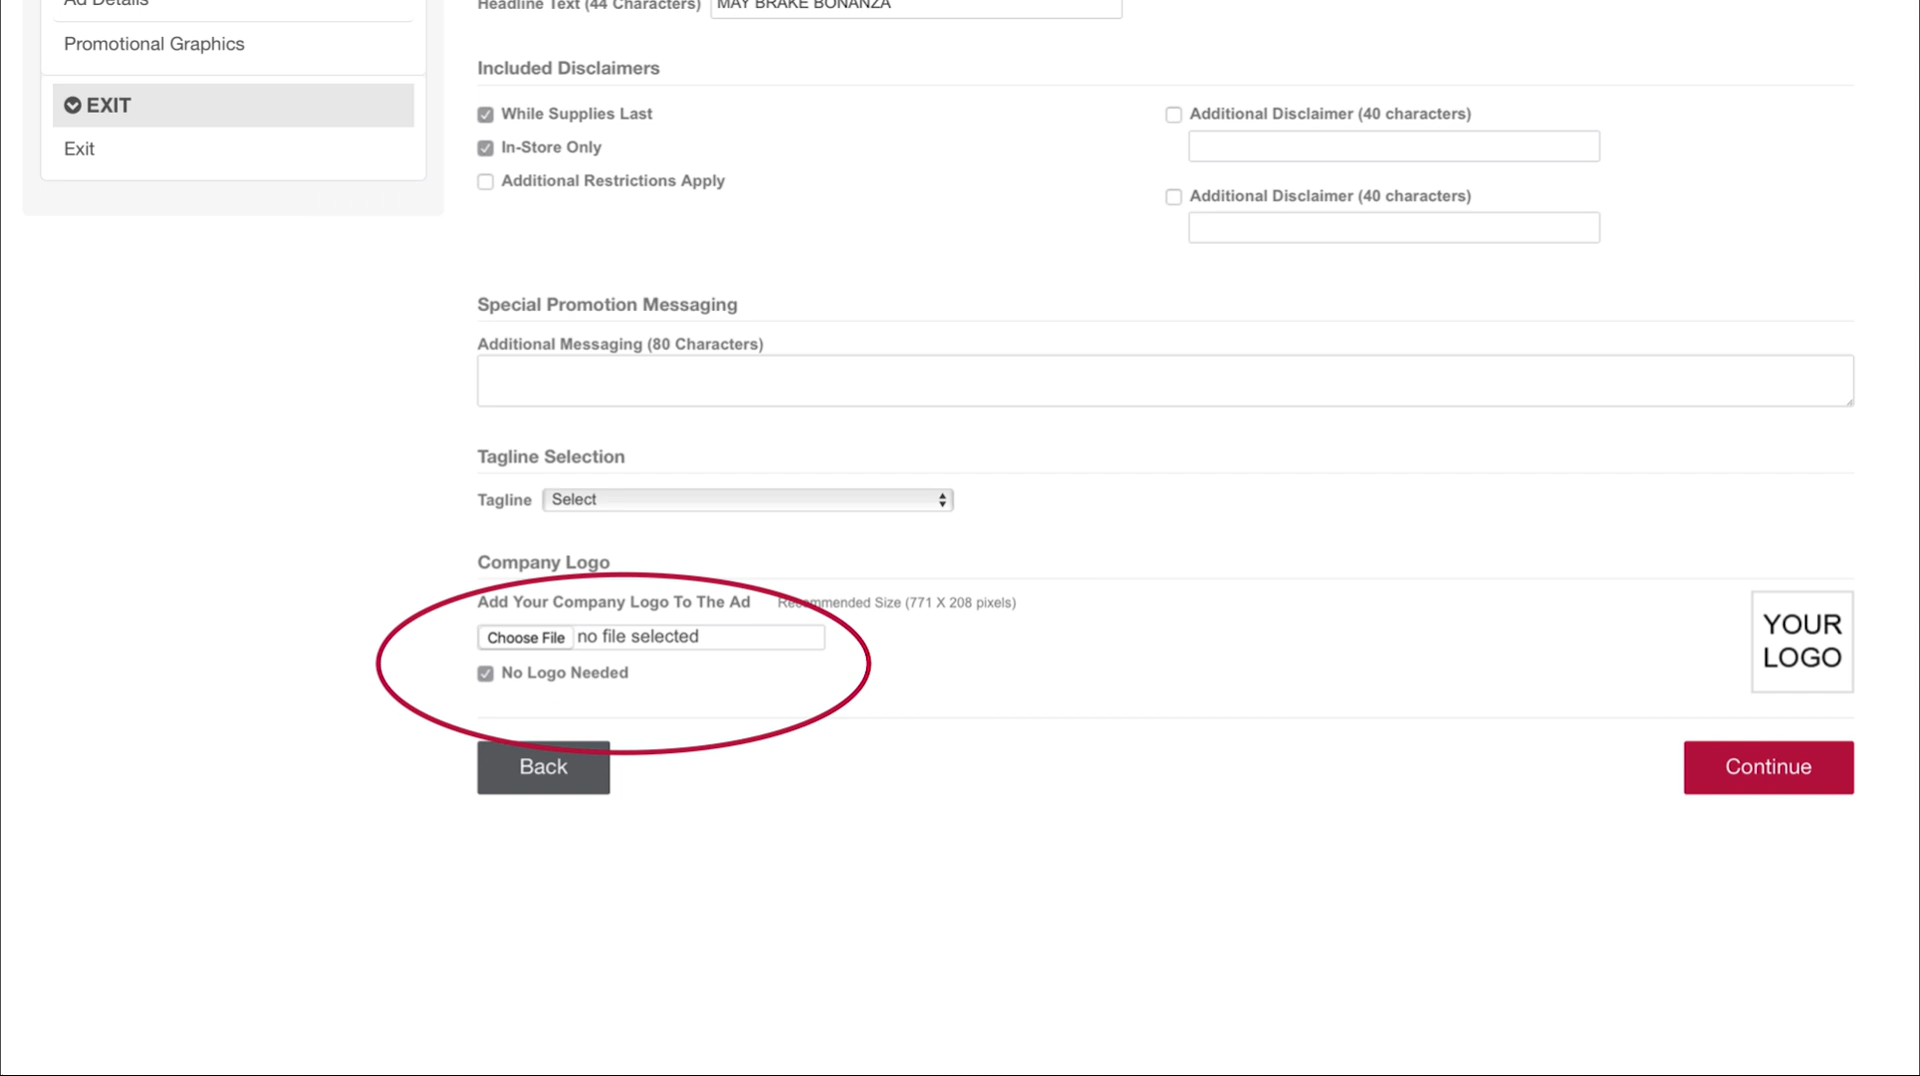 Ad Details
Promotional Graphics
EXIT
Exit
Headline Text (44 Characters) MAY BRAKE BONANZA
Included Disclaimers
While Supplies Last
In-Store Only
Additional Restrictions Apply
Additional Disclaimer (40 characters)
Additional Disclaimer (40 characters)
Special Promotion Messaging
Additional Messaging (80 Characters)
Tagline Selection
Tagline Select
Company Logo
Add Your Company Logo To The Ad Recommended Size (771 X 208 pixels)
Choose File no file selected
No Logo Needed
YOUR
LOGO
Back
Continue